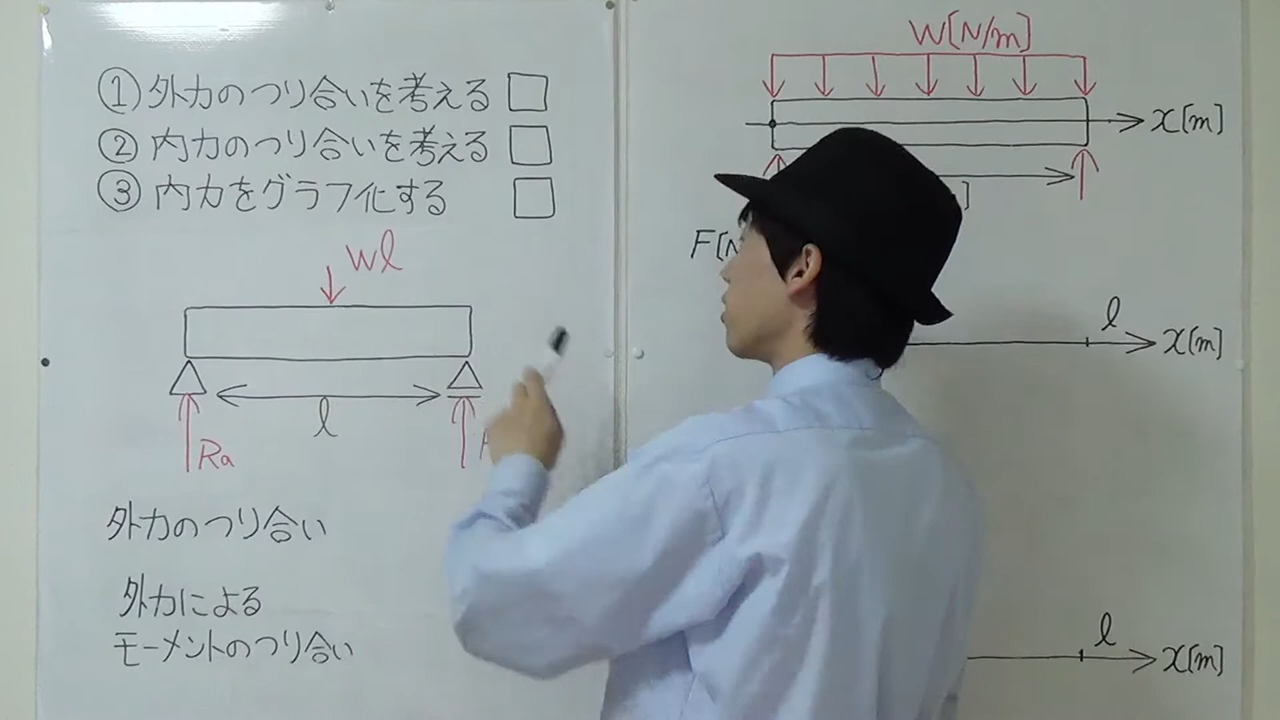 ①外力のつり合いを考える
②内力のつり合いを考える
③内力をグラフ化する
Wl
l
Ra
外力のつり合い
外力による
モーメントのつり合い
W[N/m]
x[m]
]
F[N
l
x[m]
l
x[m]